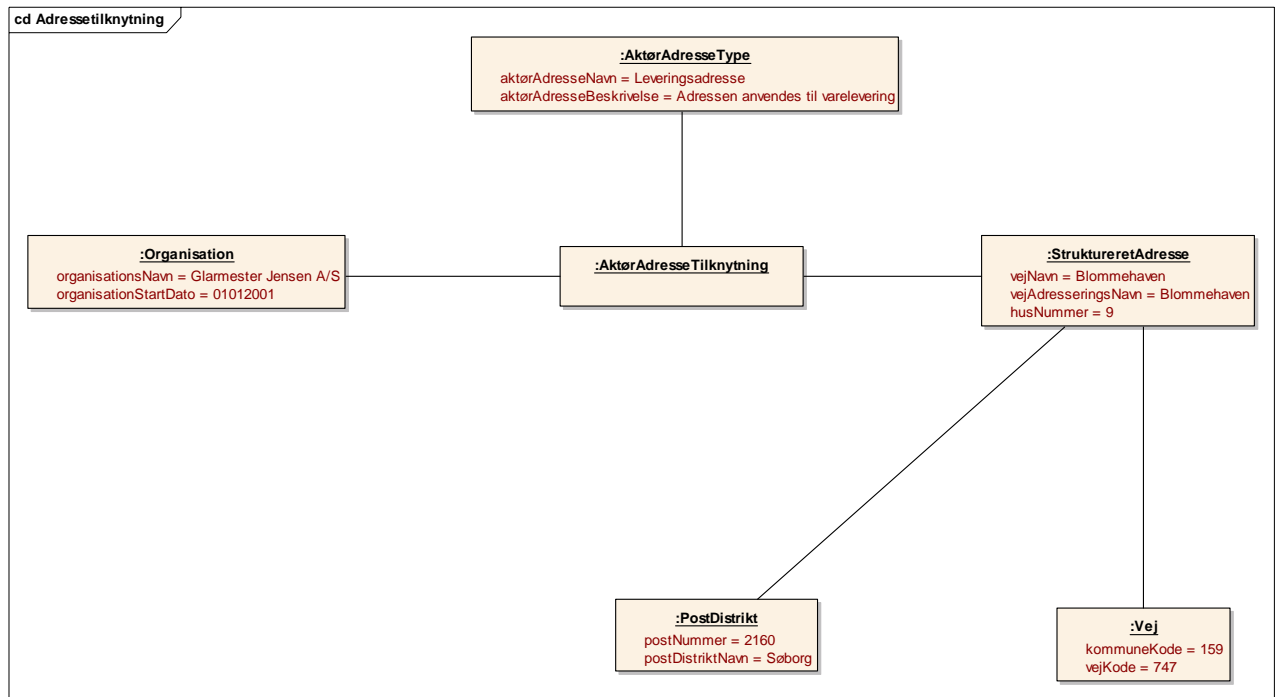 cd Adressetilknytning
:AktørAdresseType
aktørAdresseNavn = Leveringsadresse
aktørAdresseBeskrivelse = Adressen anvendes til varelevering
:Organisation
organisationsNavn = Glarmester Jensen A/S
organisationStartDato = 01012001
:AktørAdresseTilknytning
:StruktureretAdresse
vejNavn = Blommehaven
vejAdresseringsNavn = Blommehaven
husNummer = 9
:PostDistrikt
postNummer = 2160
postDistriktNavn = Søborg
:Vej
kommuneKode = 159
vejKode = 747